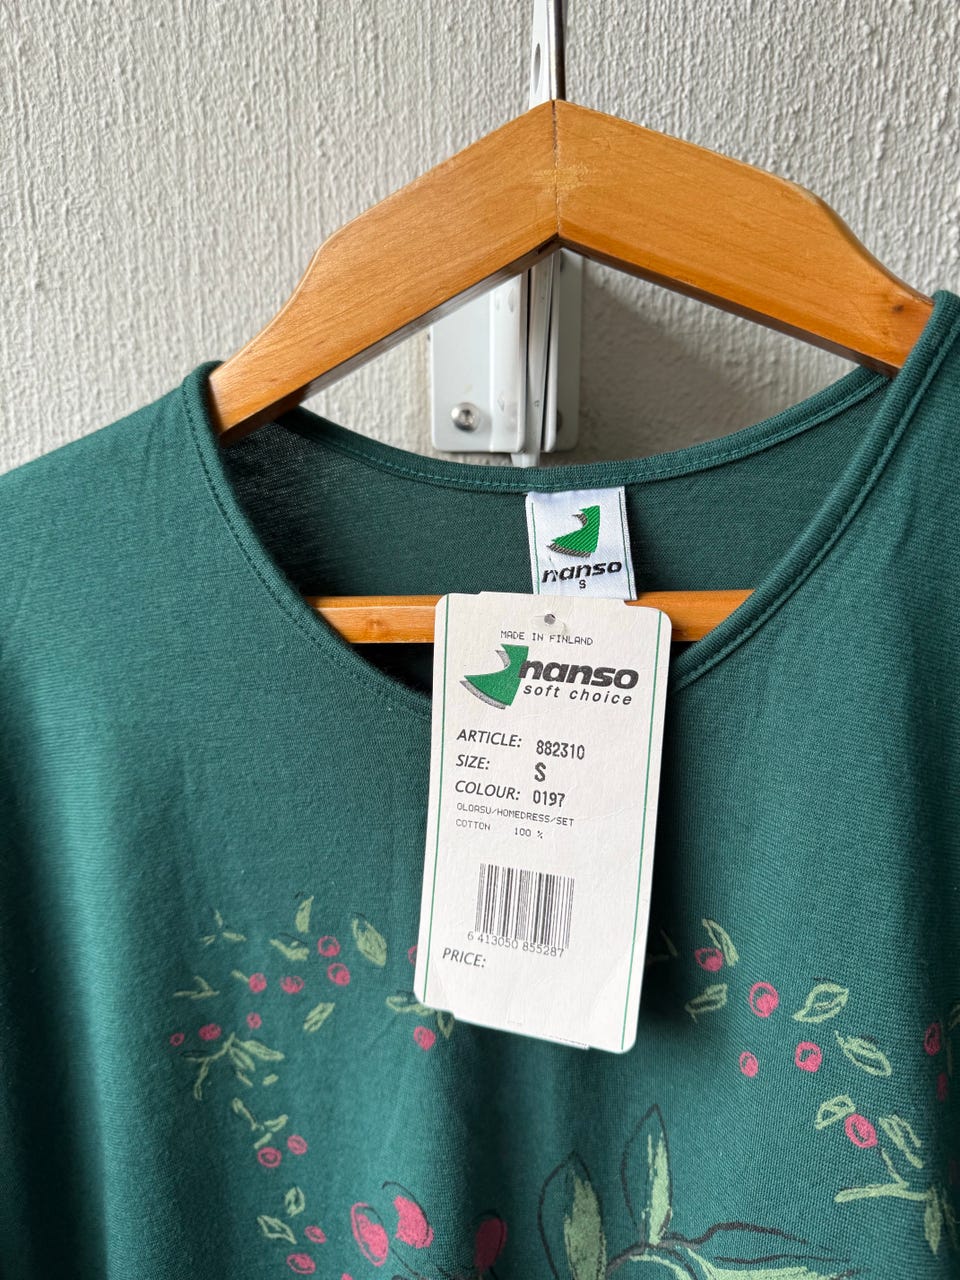 nanso
S
MADE IN FINLAND
nanso
soft choice
ARTICLE: 882310
SIZE: S
COLOUR: 0197
OLOASU/HOMEDRESS/SET
COTTON 100 %
6 413050 855287
PRICE: